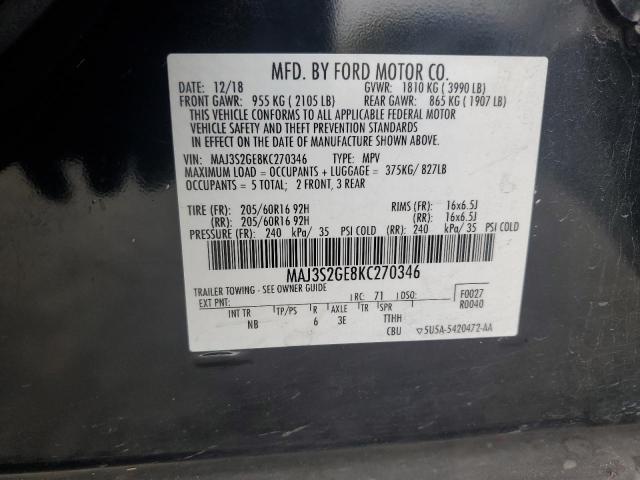 MFD. BY FORD MOTOR CO.
DATE: 12/18 GVWR: 1810 KG ( 3990 LB)
FRONT GAWR: 955 KG ( 2105 LB) REAR GAWR: 865 KG ( 1907 LB)
THIS VEHICLE CONFORMS TO ALL APPLICABLE FEDERAL MOTOR
VEHICLE SAFETY AND THEFT PREVENTION STANDARDS
IN EFFECT ON THE DATE OF MANUFACTURE SHOWN ABOVE.
VIN: MAJ3S2GE8KC270346 TYPE: MPV
MAXIMUM LOAD = OCCUPANTS + LUGGAGE = 375KG/ 827LB
OCCUPANTS = 5 TOTAL; 2 FRONT, 3 REAR
TIRE (FR): 205/60R16 92H RIMS (FR): 16x6.5J
(RR): 205/60R16 92H (RR): 16x6.5J
PRESSURE (FR): 240 kPa/ 35 PSI COLD (RR): 240 kPa/ 35 PSI COLD
MAJ3S2GE8KC270346
TRAILER TOWING - SEE OWNER GUIDE
EXT PNT: RC: 71 DSO: F0027
R0040
INT TR TP/PS R AXLE TR SPR
NB 6 3E TTHH
CBU 5U5A-5420472-AA